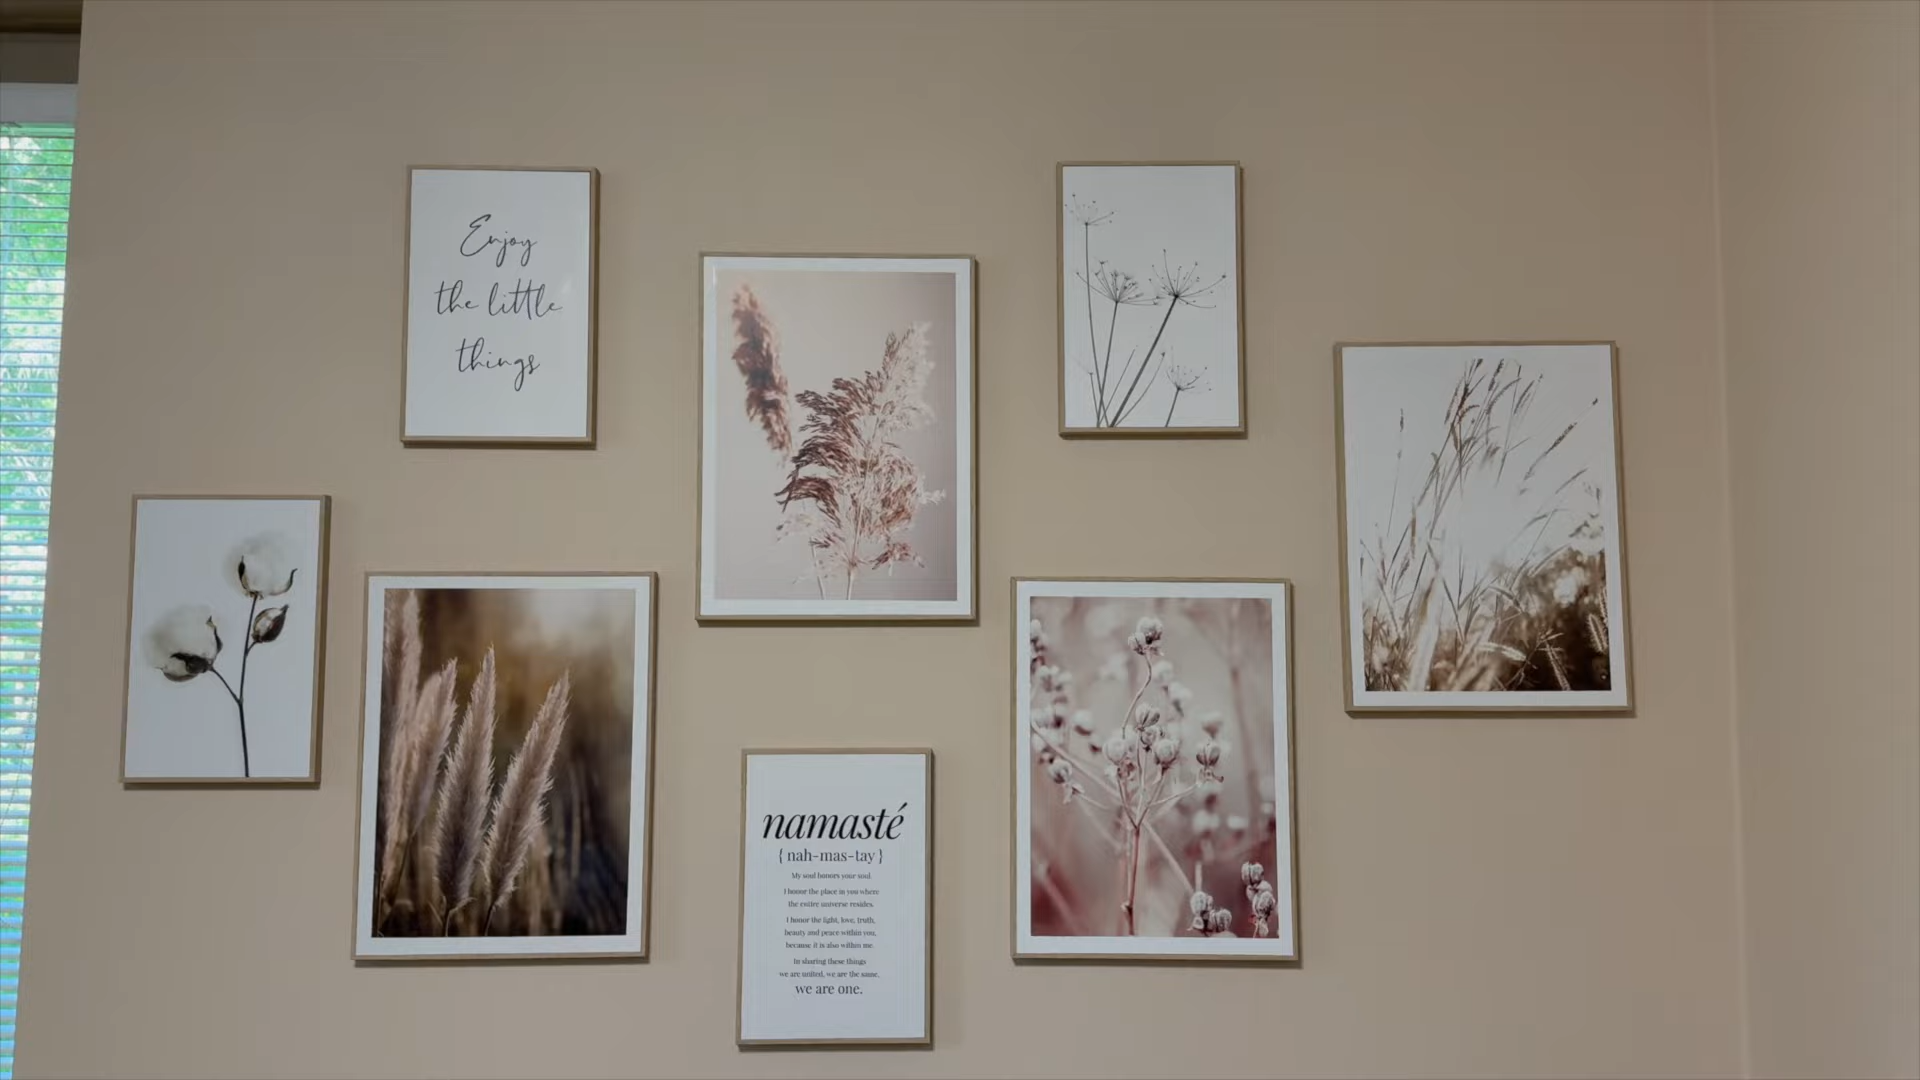 Enjoy
the little
things
namasté
{ nah-mas-tay }
My soul honors your soul.
I honor the place in you where
the entire universe resides.
I honor the light, love, truth,
beauty and peace within you,
because it is also within me.
In sharing these things
we are united, we are the same,
we are one.